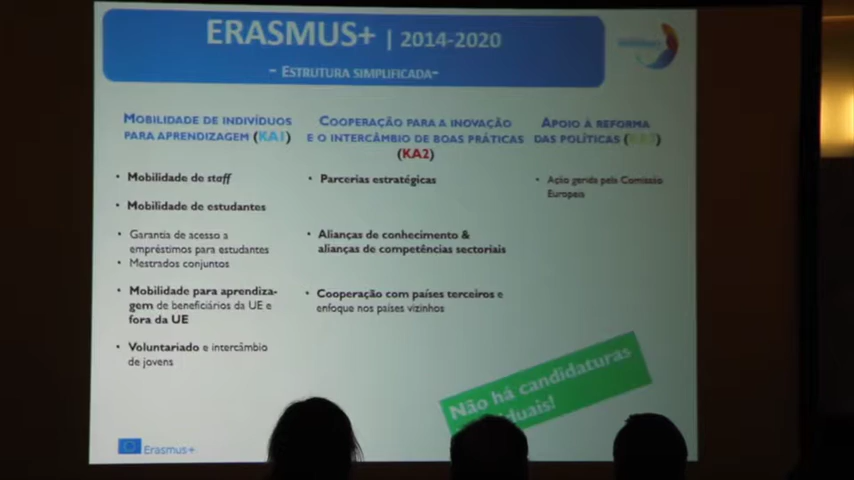 ERASMUS+ | 2014-2020
- ESTRUTURA SIMPLIFICADA-
MOBILIDADE DE INDIVÍDUOS
PARA APRENDIZAGEM (KA1)
• Mobilidade de staff
• Mobilidade de estudantes
• Garantia de acesso a
empréstimos para estudantes
• Mestrados conjuntos
• Mobilidade para aprendiza-
gem de beneficiários da UE e
fora da UE
• Voluntariado e intercâmbio
de jovens
COOPERAÇÃO PARA A INOVAÇÃO
E O INTERCÂMBIO DE BOAS PRÁTICAS
(KA2)
• Parcerias estratégicas
• Alianças de conhecimento &
alianças de competências sectoriais
• Cooperação com países terceiros e
enfoque nos países vizinhos
APOIO À REFORMA
DAS POLÍTICAS (KA3)
• Ação gerida pela Comissão
Europeia
Não há candidaturas
Erasmus+